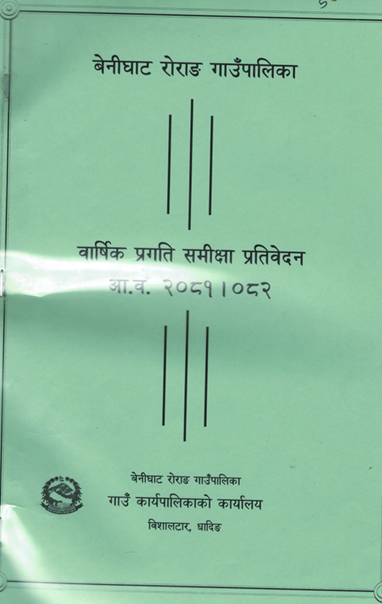 बेनीघाट रोराङ गाउँपालिका
वार्षिक प्रगति समीक्षा प्रतिवेदन
आ.व. २०८१।०८२
बेनीघाट रोराङ गाउँपालिका
गाउँ कार्यपालिकाको कार्यालय
बिशालटार, धादिङ